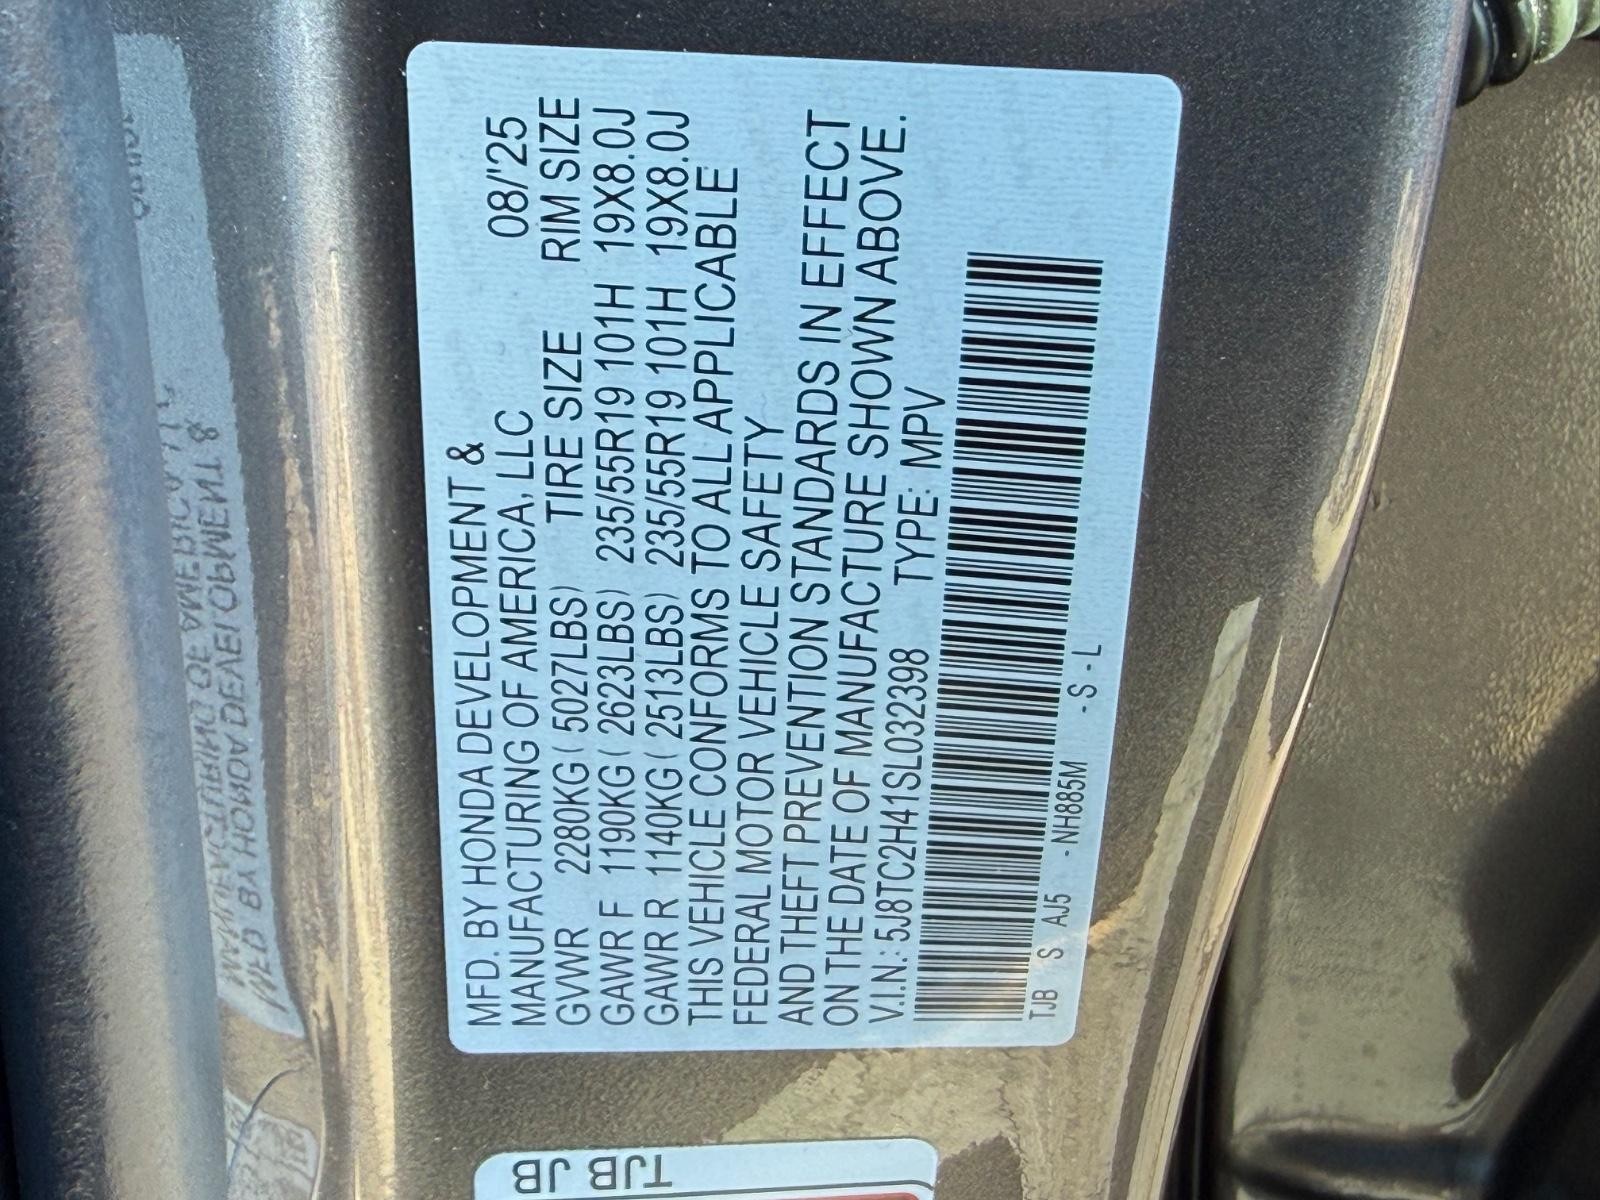 MFD. BY HONDA DEVELOPMENT &
MANUFACTURING OF AMERICA, LLC 08/'25
TIRE SIZE RIM SIZE
GVWR 2280KG ( 5027LBS)
GAWR F 1190KG ( 2623LBS) 235/55R19 101H 19X8.0J
GAWR R 1140KG ( 2513LBS) 235/55R19 101H 19X8.0J
THIS VEHICLE CONFORMS TO ALL APPLICABLE
FEDERAL MOTOR VEHICLE SAFETY
AND THEFT PREVENTION STANDARDS IN EFFECT
ON THE DATE OF MANUFACTURE SHOWN ABOVE.
V.I.N.: 5J8TC2H41SL032398 TYPE: MPV
TJB S AJ5 - NH885M - S - L
TJB
JB